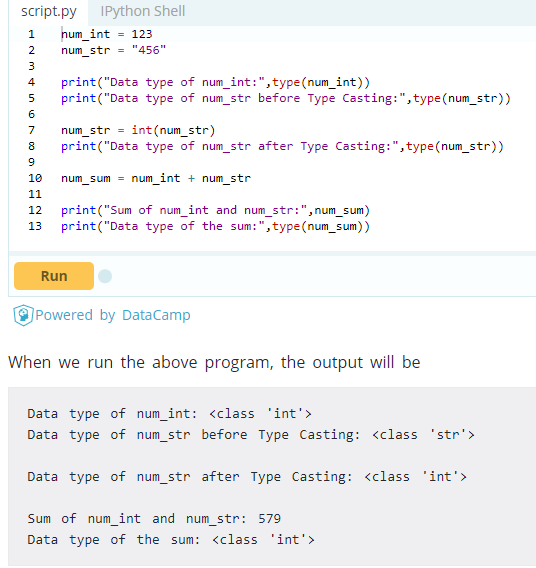 script.py IPython Shell
1 num_int = 123
2 num_str = "456"
3
4 print("Data type of num_int:",type(num_int))
5 print("Data type of num_str before Type Casting:",type(num_str))
6
7 num_str = int(num_str)
8 print("Data type of num_str after Type Casting:",type(num_str))
9
10 num_sum = num_int + num_str
11
12 print("Sum of num_int and num_str:",num_sum)
13 print("Data type of the sum:",type(num_sum))
Run
Powered by DataCamp
When we run the above program, the output will be
Data type of num_int: <class 'int'>
Data type of num_str before Type Casting: <class 'str'>
Data type of num_str after Type Casting: <class 'int'>
Sum of num_int and num_str: 579
Data type of the sum: <class 'int'>